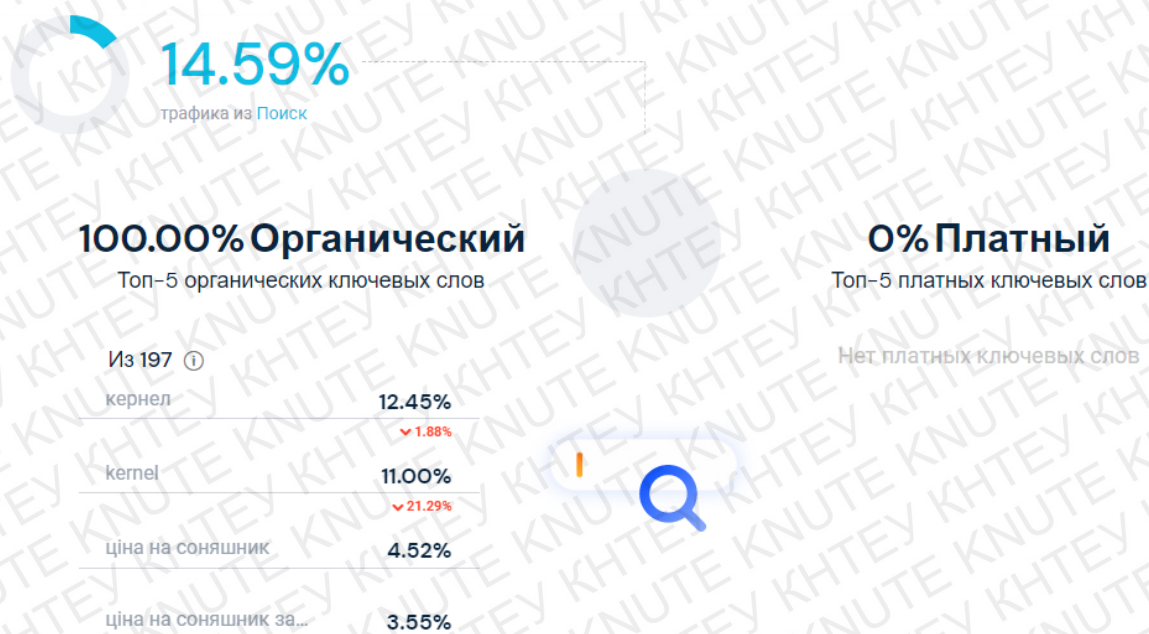 14.59%
трафика из Поиск
100.00% Органический
Топ-5 органических ключевых слов
Из 197
кернел 12.45%
1.88%
kernel 11.00%
21.29%
ціна на соняшник 4.52%
ціна на соняшник за... 3.55%
0% Платный
Топ-5 платных ключевых слов
Нет платных ключевых слов
KNUTE КНТЕУ